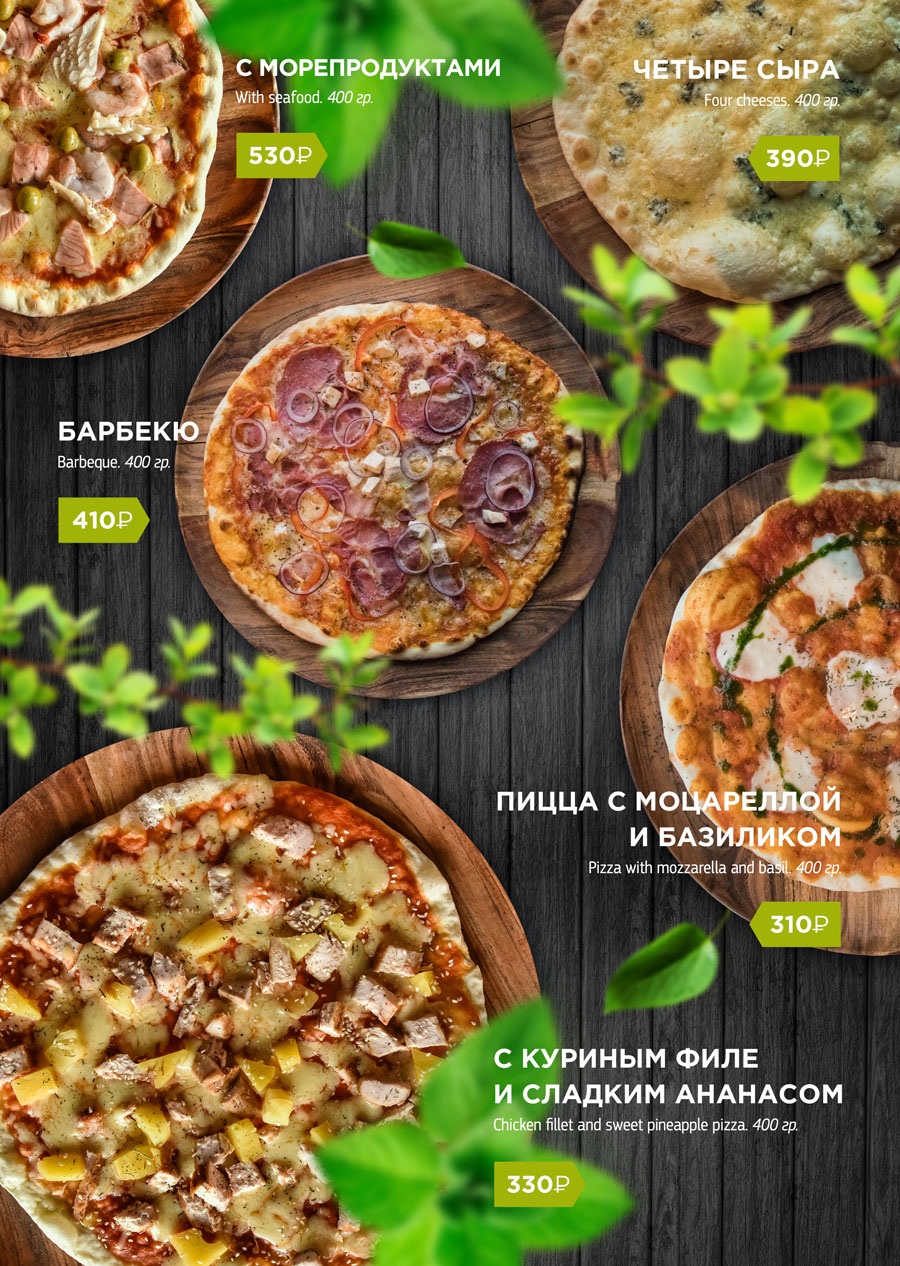 С МОРЕПРОДУКТАМИ
With seafood. 400 гр.
530₽
ЧЕТЫРЕ СЫРА
Four cheeses. 400 гр.
390₽
БАРБЕКЮ
Barbeque. 400 гр.
410₽
ПИЦЦА С МОЦАРЕЛЛОЙ
И БАЗИЛИКОМ
Pizza with mozzarella and basil. 400 гр.
310₽
С КУРИНЫМ ФИЛЕ
И СЛАДКИМ АНАНАСОМ
Chicken fillet and sweet pineapple pizza. 400 гр.
330₽